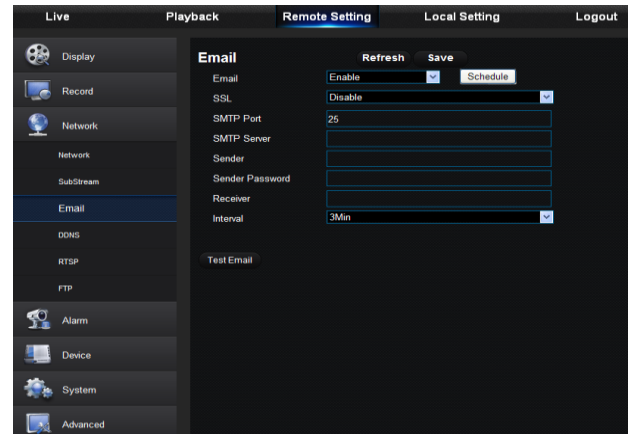 Live Playback Remote Setting Local Setting Logout
Display
Record
Network
Network
SubStream
Email
DDNS
RTSP
FTP
Alarm
Device
System
Advanced
Email Refresh Save
Email Enable Schedule
SSL Disable
SMTP Port 25
SMTP Server
Sender
Sender Password
Receiver
Interval 3Min
Test Email